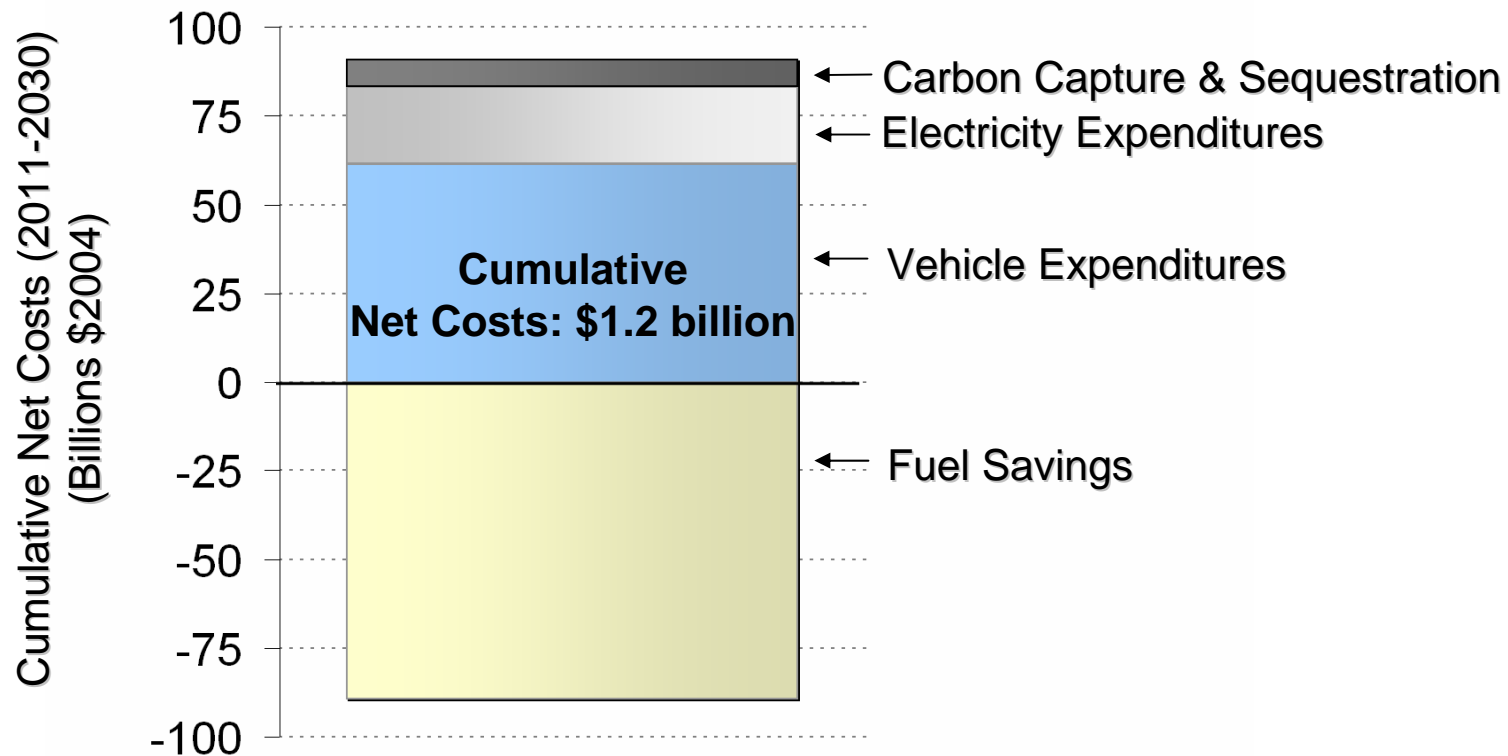 Cumulative Net Costs (2011-2030)
(Billions $2004)
100
75
50
25
0
-25
-50
-75
-100
Cumulative
Net Costs: $1.2 billion
Carbon Capture & Sequestration
Electricity Expenditures
Vehicle Expenditures
Fuel Savings